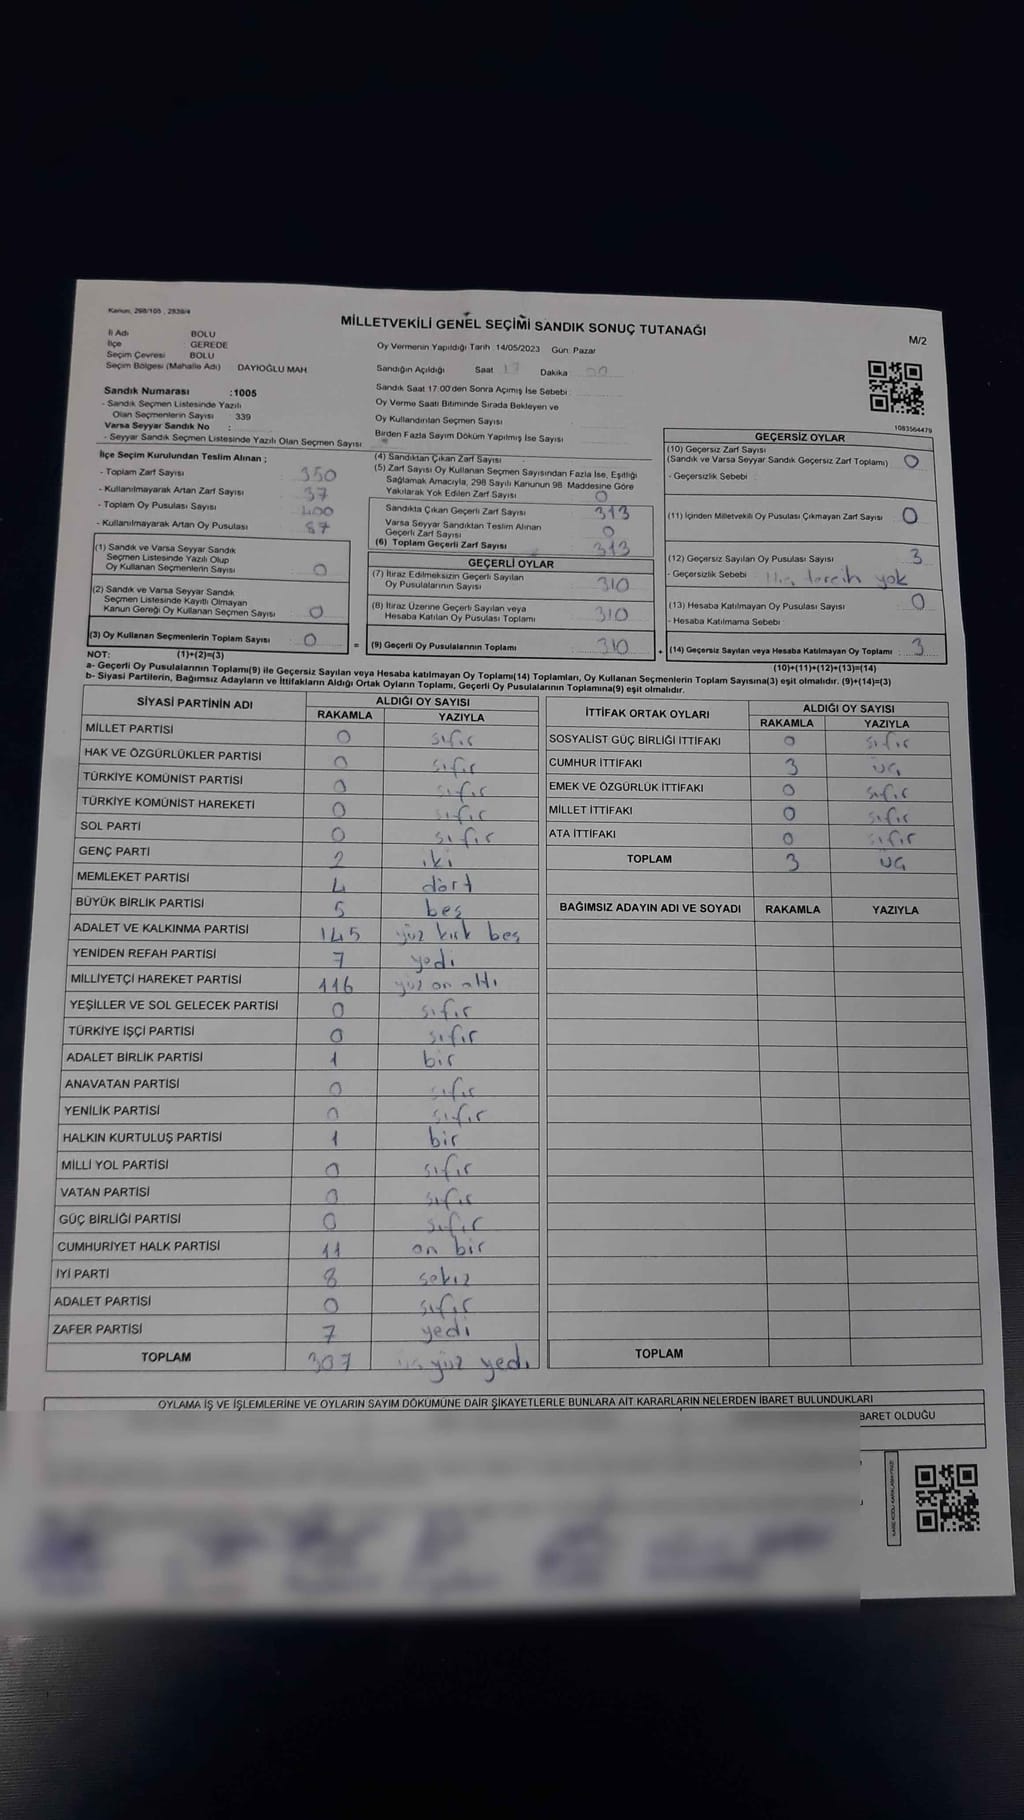 Kanun, 298/105 , 2839/4
MİLLETVEKİLİ GENEL SEÇİMİ SANDIK SONUÇ TUTANAĞI
M/2
İl Adı BOLU
İlçe : GEREDE
Seçim Çevresi BOLU
Seçim Bölgesi (Mahalle Adı) DAYIOĞLU MAH
Oy Vermenin Yapıldığı Tarih :14/05/2023 Gün: Pazar
Sandığın Açıldığı Saat 17 Dakika 00
Sandık Numarası :1005
- Sandık Seçmen Listesinde Yazılı
Olan Seçmenlerin Sayısı : 339
Varsa Seyyar Sandık No :
- Seyyar Sandık Seçmen Listesinde Yazılı Olan Seçmen Sayısı
Sandık Saat 17:00'den Sonra Açılmış İse Sebebi
Oy Verme Saati Bitiminde Sırada Bekleyen ve
Oy Kullandırılan Seçmen Sayısı
Birden Fazla Sayım Döküm Yapılmış İse Sayısı
1083564479
İlçe Seçim Kurulundan Teslim Alınan ;
- Toplam Zarf Sayısı 350
- Kullanılmayarak Artan Zarf Sayısı 37
- Toplam Oy Pusulası Sayısı 400
- Kullanılmayarak Artan Oy Pusulası 87
(1) Sandık ve Varsa Seyyar Sandık
Seçmen Listesinde Yazılı Olup
Oy Kullanan Seçmenlerin Sayısı 0
(2) Sandık ve Varsa Seyyar Sandık
Seçmen Listesinde Kayıtlı Olmayan
Kanun Gereği Oy Kullanan Seçmen Sayısı 0
(3) Oy Kullanan Seçmenlerin Toplam Sayısı 0 =
(4) Sandıktan Çıkan Zarf Sayısı
(5) Zarf Sayısı Oy Kullanan Seçmen Sayısından Fazla İse, Eşitliği
Sağlamak Amacıyla, 298 Sayılı Kanunun 98. Maddesine Göre
Yakılarak Yok Edilen Zarf Sayısı 0
Sandıkta Çıkan Geçerli Zarf Sayısı 313
Varsa Seyyar Sandıktan Teslim Alınan
Geçerli Zarf Sayısı 0
(6) Toplam Geçerli Zarf Sayısı 313
GEÇERLİ OYLAR
(7) İtiraz Edilmeksizin Geçerli Sayılan
Oy Pusulalarının Sayısı 310
(8) İtiraz Üzerine Geçerli Sayılan veya
Hesaba Katılan Oy Pusulası Toplamı 310
(9) Geçerli Oy Pusulalarının Toplamı 310 +
GEÇERSİZ OYLAR
(10) Geçersiz Zarf Sayısı
(Sandık ve Varsa Seyyar Sandık Geçersiz Zarf Toplamı) 0
- Geçersizlik Sebebi
(11) İçinden Milletvekili Oy Pusulası Çıkmayan Zarf Sayısı 0
(12) Geçersiz Sayılan Oy Pusulası Sayısı 3
- Geçersizlik Sebebi Hiç tercih yok
(13) Hesaba Katılmayan Oy Pusulası Sayısı 0
- Hesaba Katılmama Sebebi
(14) Geçersiz Sayılan veya Hesaba Katılmayan Oy Toplamı 3
NOT: (1)+(2)=(3) (10)+(11)+(12)+(13)=(14)
a- Geçerli Oy Pusulalarının Toplamı(9) ile Geçersiz Sayılan veya Hesaba katılmayan Oy Toplamı(14) Toplamları, Oy Kullanan Seçmenlerin Toplam Sayısına(3) eşit olmalıdır. (9)+(14)=(3)
b- Siyasi Partilerin, Bağımsız Adayların ve İttifakların Aldığı Ortak Oyların Toplamı, Geçerli Oy Pusulalarının Toplamına(9) eşit olmalıdır.
SİYASİ PARTİNİN ADI ALDIĞI OY SAYISI
RAKAMLA YAZIYLA
MİLLET PARTİSİ 0 sıfır
HAK VE ÖZGÜRLÜKLER PARTİSİ 0 sıfır
TÜRKİYE KOMÜNİST PARTİSİ 0 sıfır
TÜRKİYE KOMÜNİST HAREKETİ 0 sıfır
SOL PARTİ 0 sıfır
GENÇ PARTİ 2 iki
MEMLEKET PARTİSİ 4 dört
BÜYÜK BİRLİK PARTİSİ 5 beş
ADALET VE KALKINMA PARTİSİ 145 yüz kırk beş
YENİDEN REFAH PARTİSİ 7 yedi
MİLLİYETÇİ HAREKET PARTİSİ 116 yüz on altı
YEŞİLLER VE SOL GELECEK PARTİSİ 0 sıfır
TÜRKİYE İŞÇİ PARTİSİ 0 sıfır
ADALET BİRLİK PARTİSİ 1 bir
ANAVATAN PARTİSİ 0 sıfır
YENİLİK PARTİSİ 0 sıfır
HALKIN KURTULUŞ PARTİSİ 1 bir
MİLLİ YOL PARTİSİ 0 sıfır
VATAN PARTİSİ 0 sıfır
GÜÇ BİRLİĞİ PARTİSİ 0 sıfır
CUMHURİYET HALK PARTİSİ 11 on bir
İYİ PARTİ 8 sekiz
ADALET PARTİSİ 0 sıfır
ZAFER PARTİSİ 7 yedi
TOPLAM 307 üç yüz yedi
İTTİFAK ORTAK OYLARI ALDIĞI OY SAYISI
RAKAMLA YAZIYLA
SOSYALİST GÜÇ BİRLİĞİ İTTİFAKI 0 sıfır
CUMHUR İTTİFAKI 3 üç
EMEK VE ÖZGÜRLÜK İTTİFAKI 0 sıfır
MİLLET İTTİFAKI 0 sıfır
ATA İTTİFAKI 0 sıfır
TOPLAM 3 üç
BAĞIMSIZ ADAYIN ADI VE SOYADI RAKAMLA YAZIYLA
TOPLAM
OYLAMA İŞ VE İŞLEMLERİNE VE OYLARIN SAYIM DÖKÜMÜNE DAİR ŞİKAYETLERLE BUNLARA AİT KARARLARIN NELERDEN İBARET BULUNDUKLARI
BARET OLDUĞU